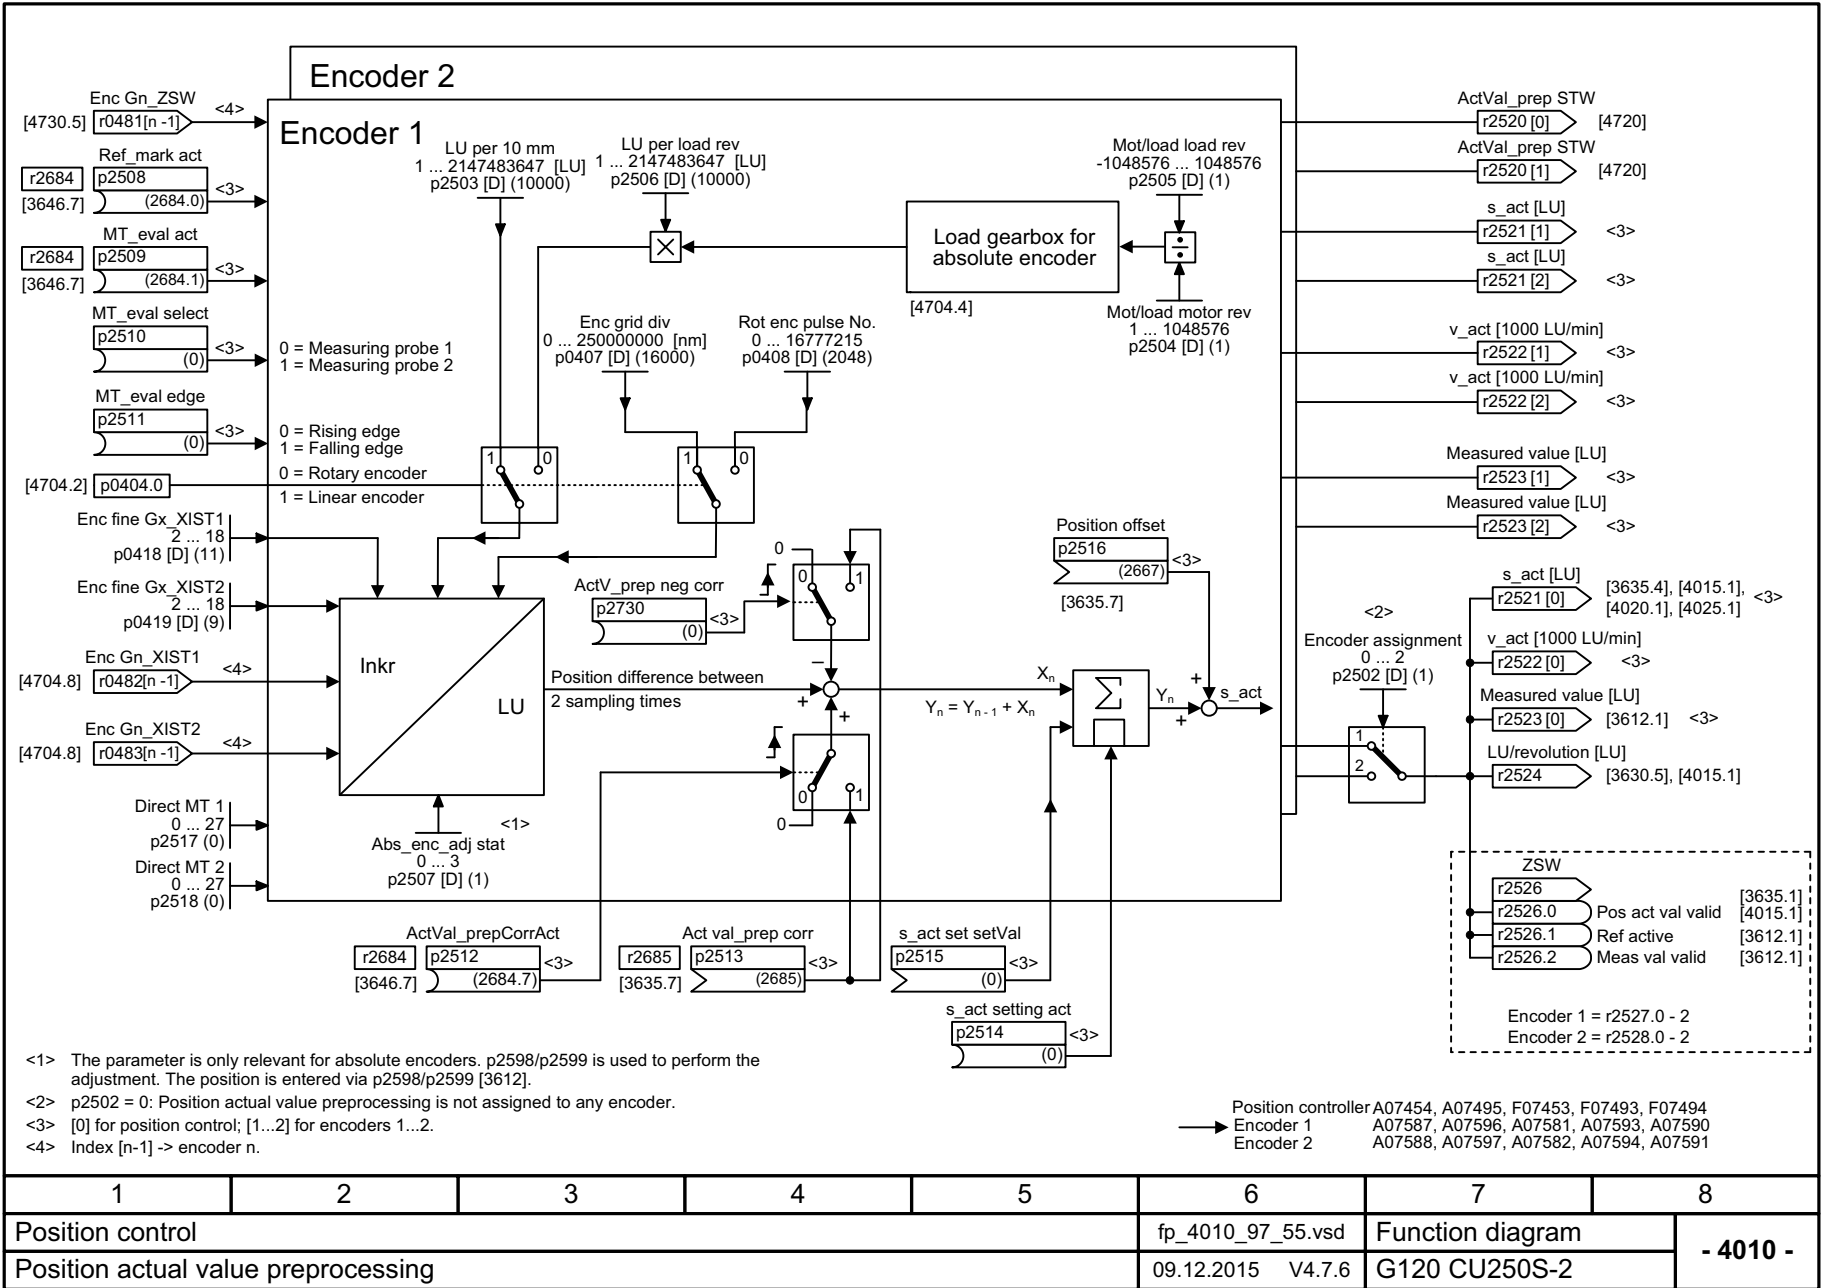 Encoder 2
Encoder 1
Enc Gn_ZSW
<4>
[4730.5]
r0481[n -1]
Ref_mark act
r2684
p2508
<3>
[3646.7]
(2684.0)
MT_eval act
r2684
p2509
<3>
[3646.7]
(2684.1)
MT_eval select
p2510
<3>
(0)
0 = Measuring probe 1
1 = Measuring probe 2
MT_eval edge
p2511
<3>
(0)
0 = Rising edge
1 = Falling edge
[4704.2]
p0404.0
0 = Rotary encoder
1 = Linear encoder
Enc fine Gx_XIST1
2 ... 18
p0418 [D] (11)
Enc fine Gx_XIST2
2 ... 18
p0419 [D] (9)
Enc Gn_XIST1
<4>
[4704.8]
r0482[n -1]
Enc Gn_XIST2
<4>
[4704.8]
r0483[n -1]
Direct MT 1
0 ... 27
p2517 (0)
Direct MT 2
0 ... 27
p2518 (0)
LU per 10 mm
1 ... 2147483647 [LU]
p2503 [D] (10000)
LU per load rev
1 ... 2147483647 [LU]
p2506 [D] (10000)
×
Load gearbox for
absolute encoder
[4704.4]
Mot/load load rev
-1048576 ... 1048576
p2505 [D] (1)
÷
Mot/load motor rev
1 ... 1048576
p2504 [D] (1)
Enc grid div
0 ... 250000000 [nm]
p0407 [D] (16000)
Rot enc pulse No.
0 ... 16777215
p0408 [D] (2048)
1
0
1
0
Inkr
LU
<1>
Abs_enc_adj stat
0 ... 3
p2507 [D] (1)
Position difference between
2 sampling times
ActV_prep neg corr
p2730
<3>
(0)
0
0
1
–
+
+
0
1
0
X n
Y n = Y n - 1 + X n
Σ
Y n
+
+
s_act
Position offset
p2516
<3>
(2667)
[3635.7]
ActVal_prepCorrAct
r2684
p2512
<3>
[3646.7]
(2684.7)
Act val_prep corr
r2685
p2513
<3>
[3635.7]
(2685)
s_act set setVal
p2515
<3>
(0)
s_act setting act
p2514
<3>
(0)
ActVal_prep STW
r2520 [0]
[4720]
ActVal_prep STW
r2520 [1]
[4720]
s_act [LU]
r2521 [1]
<3>
s_act [LU]
r2521 [2]
<3>
v_act [1000 LU/min]
r2522 [1]
<3>
v_act [1000 LU/min]
r2522 [2]
<3>
Measured value [LU]
r2523 [1]
<3>
Measured value [LU]
r2523 [2]
<3>
<2>
Encoder assignment
0 ... 2
p2502 [D] (1)
1
2
s_act [LU]
r2521 [0]
[3635.4], [4015.1],
[4020.1], [4025.1]
<3>
v_act [1000 LU/min]
r2522 [0]
<3>
Measured value [LU]
r2523 [0]
[3612.1]
<3>
LU/revolution [LU]
r2524
[3630.5], [4015.1]
ZSW
r2526
[3635.1]
r2526.0
Pos act val valid
[4015.1]
r2526.1
Ref active
[3612.1]
r2526.2
Meas val valid
[3612.1]
Encoder 1 = r2527.0 - 2
Encoder 2 = r2528.0 - 2
<1> The parameter is only relevant for absolute encoders. p2598/p2599 is used to perform the
adjustment. The position is entered via p2598/p2599 [3612].
<2> p2502 = 0: Position actual value preprocessing is not assigned to any encoder.
<3> [0] for position control; [1...2] for encoders 1...2.
<4> Index [n-1] -> encoder n.
Position controller A07454, A07495, F07453, F07493, F07494
Encoder 1 A07587, A07596, A07581, A07593, A07590
Encoder 2 A07588, A07597, A07582, A07594, A07591
1 2 3 4 5 6 7 8
Position control
fp_4010_97_55.vsd
Function diagram
- 4010 -
Position actual value preprocessing
09.12.2015 V4.7.6
G120 CU250S-2